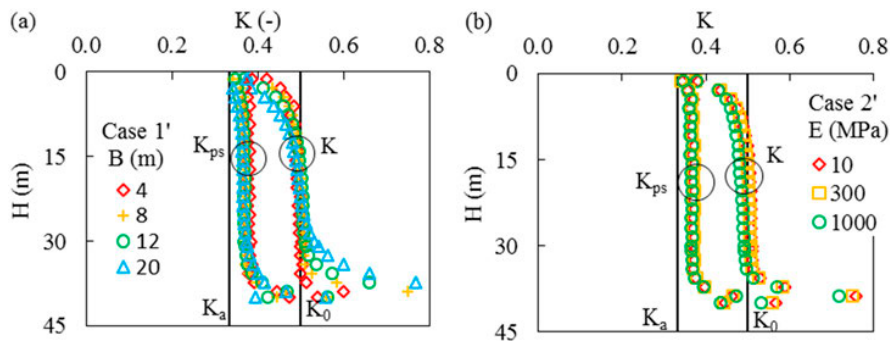 (a)
K (-)
0.0 0.2 0.4 0.6 0.8
0
15
30
45
H (m)
Case 1'
B (m)
4
8
12
20
Kps
K
Ka
K0
(b)
K
0.0 0.2 0.4 0.6 0.8
0
15
30
45
H (m)
Case 2'
E (MPa)
10
300
1000
Kps
K
Ka
K0